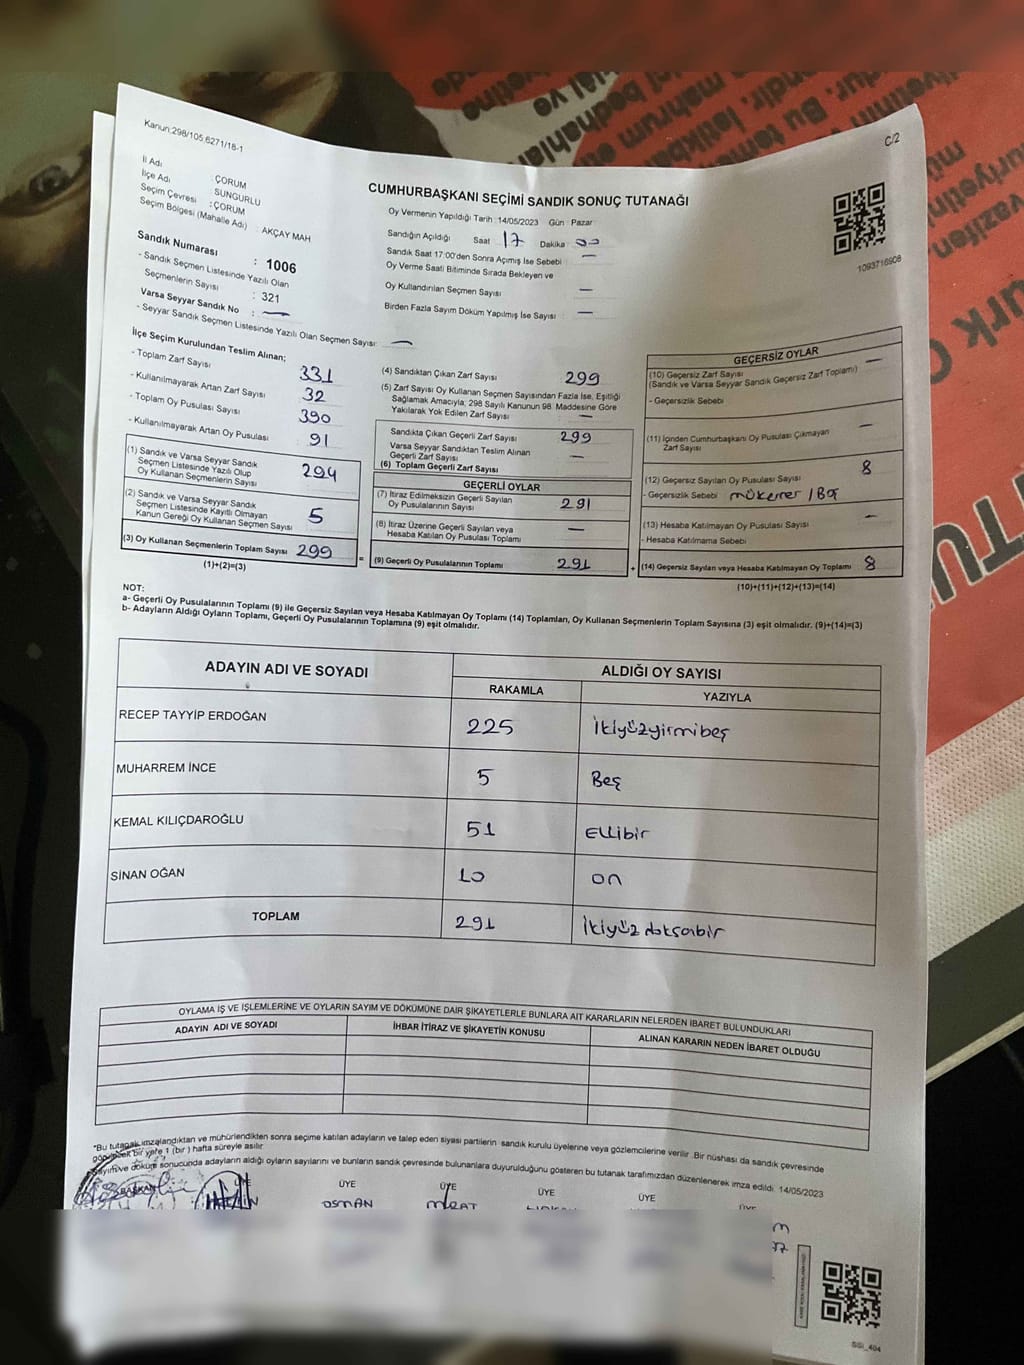 Kanun:298/105,6271/18-1
C/2
İl Adı : ÇORUM
İlçe Adı SUNGURLU
Seçim Çevresi : ÇORUM
Seçim Bölgesi (Mahalle Adı) : AKÇAY MAH
CUMHURBAŞKANI SEÇİMİ SANDIK SONUÇ TUTANAĞI
Oy Vermenin Yapıldığı Tarih :14/05/2023 Gün : Pazar
Sandığın Açıldığı Saat 17 Dakika 00
Sandık Saat 17:00'den Sonra Açımış İse Sebebi —
Oy Verme Saati Bitiminde Sırada Bekleyen ve
Oy Kullandırılan Seçmen Sayısı —
Birden Fazla Sayım Döküm Yapılmış İse Sayısı : —
1093716908
Sandık Numarası : 1006
- Sandık Seçmen Listesinde Yazılı Olan
Seçmenlerin Sayısı : 321
Varsa Seyyar Sandık No : —
- Seyyar Sandık Seçmen Listesinde Yazılı Olan Seçmen Sayısı: —
İlçe Seçim Kurulundan Teslim Alınan;
- Toplam Zarf Sayısı 331
- Kullanılmayarak Artan Zarf Sayısı 32
- Toplam Oy Pusulası Sayısı 390
- Kullanılmayarak Artan Oy Pusulası 91
(1) Sandık ve Varsa Seyyar Sandık
Seçmen Listesinde Yazılı Olup
Oy Kullanan Seçmenlerin Sayısı 294
(2) Sandık ve Varsa Seyyar Sandık
Seçmen Listesinde Kayıtlı Olmayan
Kanun Gereği Oy Kullanan Seçmen Sayısı 5
(3) Oy Kullanan Seçmenlerin Toplam Sayısı 299
(1)+(2)=(3)
(4) Sandıktan Çıkan Zarf Sayısı 299
(5) Zarf Sayısı Oy Kullanan Seçmen Sayısından Fazla İse, Eşitliği
Sağlamak Amacıyla; 298 Sayılı Kanunun 98. Maddesine Göre
Yakılarak Yok Edilen Zarf Sayısı —
Sandıkta Çıkan Geçerli Zarf Sayısı 299
Varsa Seyyar Sandıktan Teslim Alınan
Geçerli Zarf Sayısı —
(6) Toplam Geçerli Zarf Sayısı
GEÇERLİ OYLAR
(7) İtiraz Edilmeksizin Geçerli Sayılan
Oy Pusulalarının Sayısı 291
(8) İtiraz Üzerine Geçerli Sayılan veya
Hesaba Katılan Oy Pusulası Toplamı —
= (9) Geçerli Oy Pusulalarının Toplamı 291
GEÇERSİZ OYLAR
(10) Geçersiz Zarf Sayısı —
(Sandık ve Varsa Seyyar Sandık Geçersiz Zarf Toplamı)
- Geçersizlik Sebebi
(11) İçinden Cumhurbaşkanı Oy Pusulası Çıkmayan
Zarf Sayısı —
(12) Geçersiz Sayılan Oy Pusulası Sayısı 8
- Geçersizlik Sebebi mükerrer / Boş
(13) Hesaba Katılmayan Oy Pusulası Sayısı —
- Hesaba Katılmama Sebebi
+ (14) Geçersiz Sayılan veya Hesaba Katılmayan Oy Toplamı 8
(10)+(11)+(12)+(13)=(14)
NOT:
a- Geçerli Oy Pusulalarının Toplamı (9) ile Geçersiz Sayılan veya Hesaba Katılmayan Oy Toplamı (14) Toplamları, Oy Kullanan Seçmenlerin Toplam Sayısına (3) eşit olmalıdır. (9)+(14)=(3)
b- Adayların Aldığı Oyların Toplamı, Geçerli Oy Pusulalarının Toplamına (9) eşit olmalıdır.
ADAYIN ADI VE SOYADI ALDIĞI OY SAYISI
RAKAMLA YAZIYLA
RECEP TAYYİP ERDOĞAN 225 İkiyüzyirmibeş
MUHARREM İNCE 5 Beş
KEMAL KILIÇDAROĞLU 51 Ellibir
SİNAN OĞAN 10 on
TOPLAM 291 İkiyüz doksanbir
OYLAMA İŞ VE İŞLEMLERİNE VE OYLARIN SAYIM VE DÖKÜMÜNE DAİR ŞİKAYETLERLE BUNLARA AİT KARARLARIN NELERDEN İBARET BULUNDUKLARI
ADAYIN ADI VE SOYADI İHBAR İTİRAZ VE ŞİKAYETİN KONUSU ALINAN KARARIN NEDEN İBARET OLDUĞU
*Bu tutanak imzalandıktan ve mühürlendikten sonra seçime katılan adayların ve talep eden siyasi partilerin sandık kurulu üyelerine veya gözlemcilerine verilir .Bir nüshası da sandık çevresinde
görülecek bir yere 1 (bir ) hafta süreyle asılır.
Sayım ve döküm sonucunda adayların aldığı oyların sayılarını ve bunların sandık çevresinde bulunanlara duyurulduğunu gösteren bu tutanak tarafımızdan düzenlenerek imza edildi. 14/05/2023
BAŞKAN ÜYE ÜYE ÜYE ÜYE ÜYE
OSMAN MURAT
SSİ_404